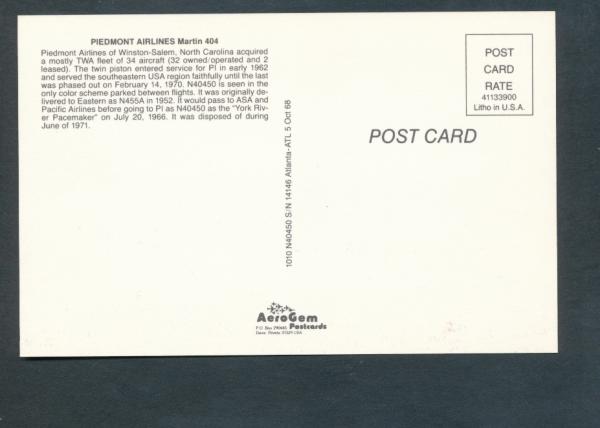 PIEDMONT AIRLINES Martin 404
Piedmont Airlines of Winston-Salem, North Carolina acquired
a mostly TWA fleet of 34 aircraft (32 owned/operated and 2
leased). The twin piston entered service for PI in early 1962
and served the southeastern USA region faithfully until the last
was phased out on February 14, 1970. N40450 is seen in the
only color scheme parked between flights. It was originally de-
livered to Eastern as N455A in 1952. It would pass to ASA and
Pacific Airlines before going to PI as N40450 as the "York Riv-
er Pacemaker" on July 20, 1966. It was disposed of during
June of 1971.
POST
CARD
RATE
41133900
Litho in U.S.A.
POST CARD
1010 N40450 S/N 14146 Atlanta-ATL 5 Oct 68
AeroGem
Postcards
P.O. Box 290445
Davie, Florida 33329 USA